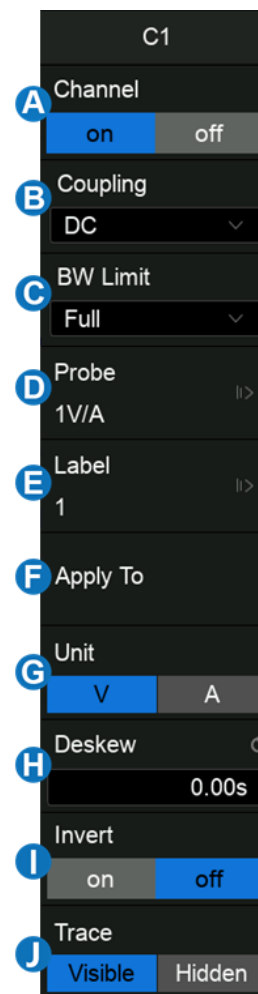 C1
A Channel
on off
B Coupling
DC
C BW Limit
Full
D Probe
1V/A
E Label
1
F Apply To
G Unit
V A
H Deskew
0.00s
I Invert
on off
J Trace
Visible Hidden